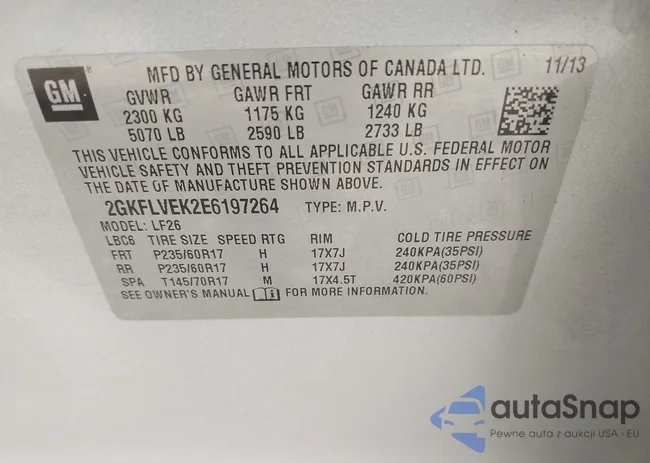 GM ® MFD BY GENERAL MOTORS OF CANADA LTD. 11/13
GVWR GAWR FRT GAWR RR
2300 KG 1175 KG 1240 KG
5070 LB 2590 LB 2733 LB
THIS VEHICLE CONFORMS TO ALL APPLICABLE U.S. FEDERAL MOTOR
VEHICLE SAFETY AND THEFT PREVENTION STANDARDS IN EFFECT ON
THE DATE OF MANUFACTURE SHOWN ABOVE.
2GKFLVEK2E6197264 TYPE: M.P.V.
MODEL: LF26
LBC6 TIRE SIZE SPEED RTG RIM COLD TIRE PRESSURE
FRT P235/60R17 H 17X7J 240KPA(35PSI)
RR P235/60R17 H 17X7J 240KPA(35PSI)
SPA T145/70R17 M 17X4.5T 420KPA(60PSI)
SEE OWNER'S MANUAL FOR MORE INFORMATION.
autaSnap
Pewne auta z aukcji USA i EU